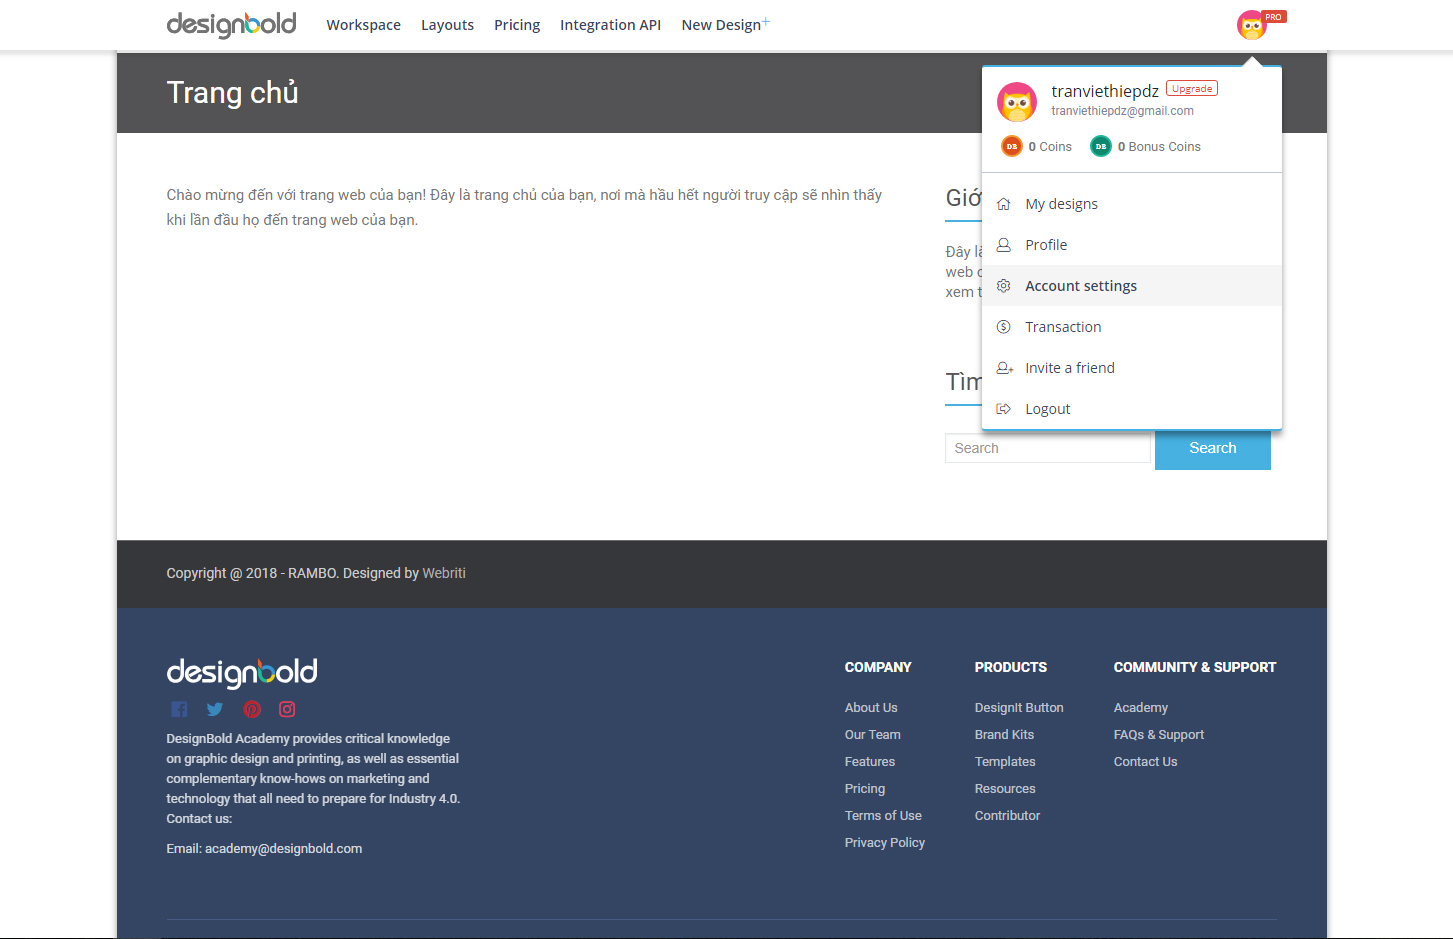 designbold
Workspace
Layouts
Pricing
Integration API
New Design+
PRO
Trang chủ
tranviethiepdz
Upgrade
tranviethiepdz@gmail.com
DB
0 Coins
DB
0 Bonus Coins
My designs
Profile
Account settings
Transaction
Invite a friend
Logout
Chào mừng đến với trang web của bạn! Đây là trang chủ của bạn, nơi mà hầu hết người truy cập sẽ nhìn thấy
khi lần đầu họ đến trang web của bạn.
Giớ
Đây
web
xem
Tìm
Search
Search
Copyright @ 2018 - RAMBO. Designed by Webriti
designbold
DesignBold Academy provides critical knowledge
on graphic design and printing, as well as essential
complementary know-hows on marketing and
technology that all need to prepare for Industry 4.0.
Contact us:
Email: academy@designbold.com
COMPANY
About Us
Our Team
Features
Pricing
Terms of Use
Privacy Policy
PRODUCTS
DesignIt Button
Brand Kits
Templates
Resources
Contributor
COMMUNITY & SUPPORT
Academy
FAQs & Support
Contact Us